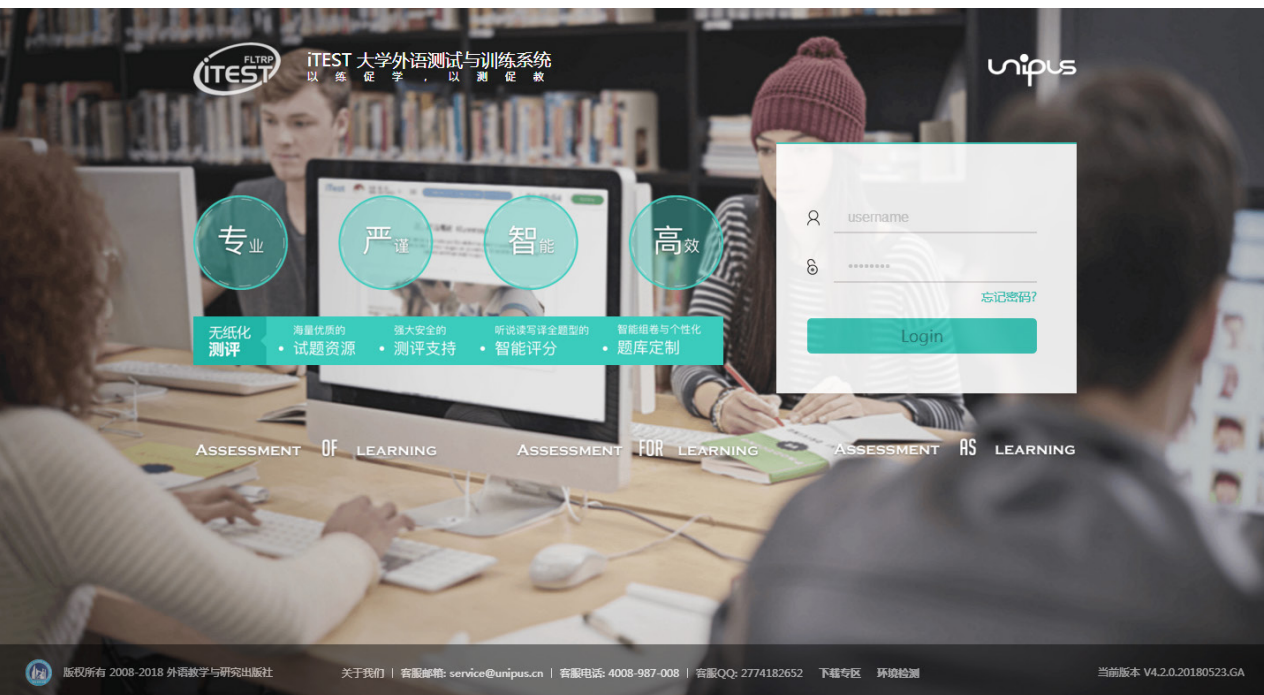 FLTRP
iTEST
iTEST 大学外语测试与训练系统
以练促学，以测促教
unipus
专业
严谨
智能
高效
username
忘记密码?
Login
无纸化
测评
海量优质的
• 试题资源
强大安全的
• 测评支持
听说读写译全题型的
• 智能评分
智能组卷与个性化
• 题库定制
Assessment OF learning
Assessment FOR learning
Assessment AS learning
版权所有 2008-2018 外语教学与研究出版社
关于我们 | 客服邮箱: service@unipus.cn | 客服电话: 4008-987-008 | 客服QQ: 2774182652 下载专区 环境检测
当前版本 V4.2.0.20180523.GA